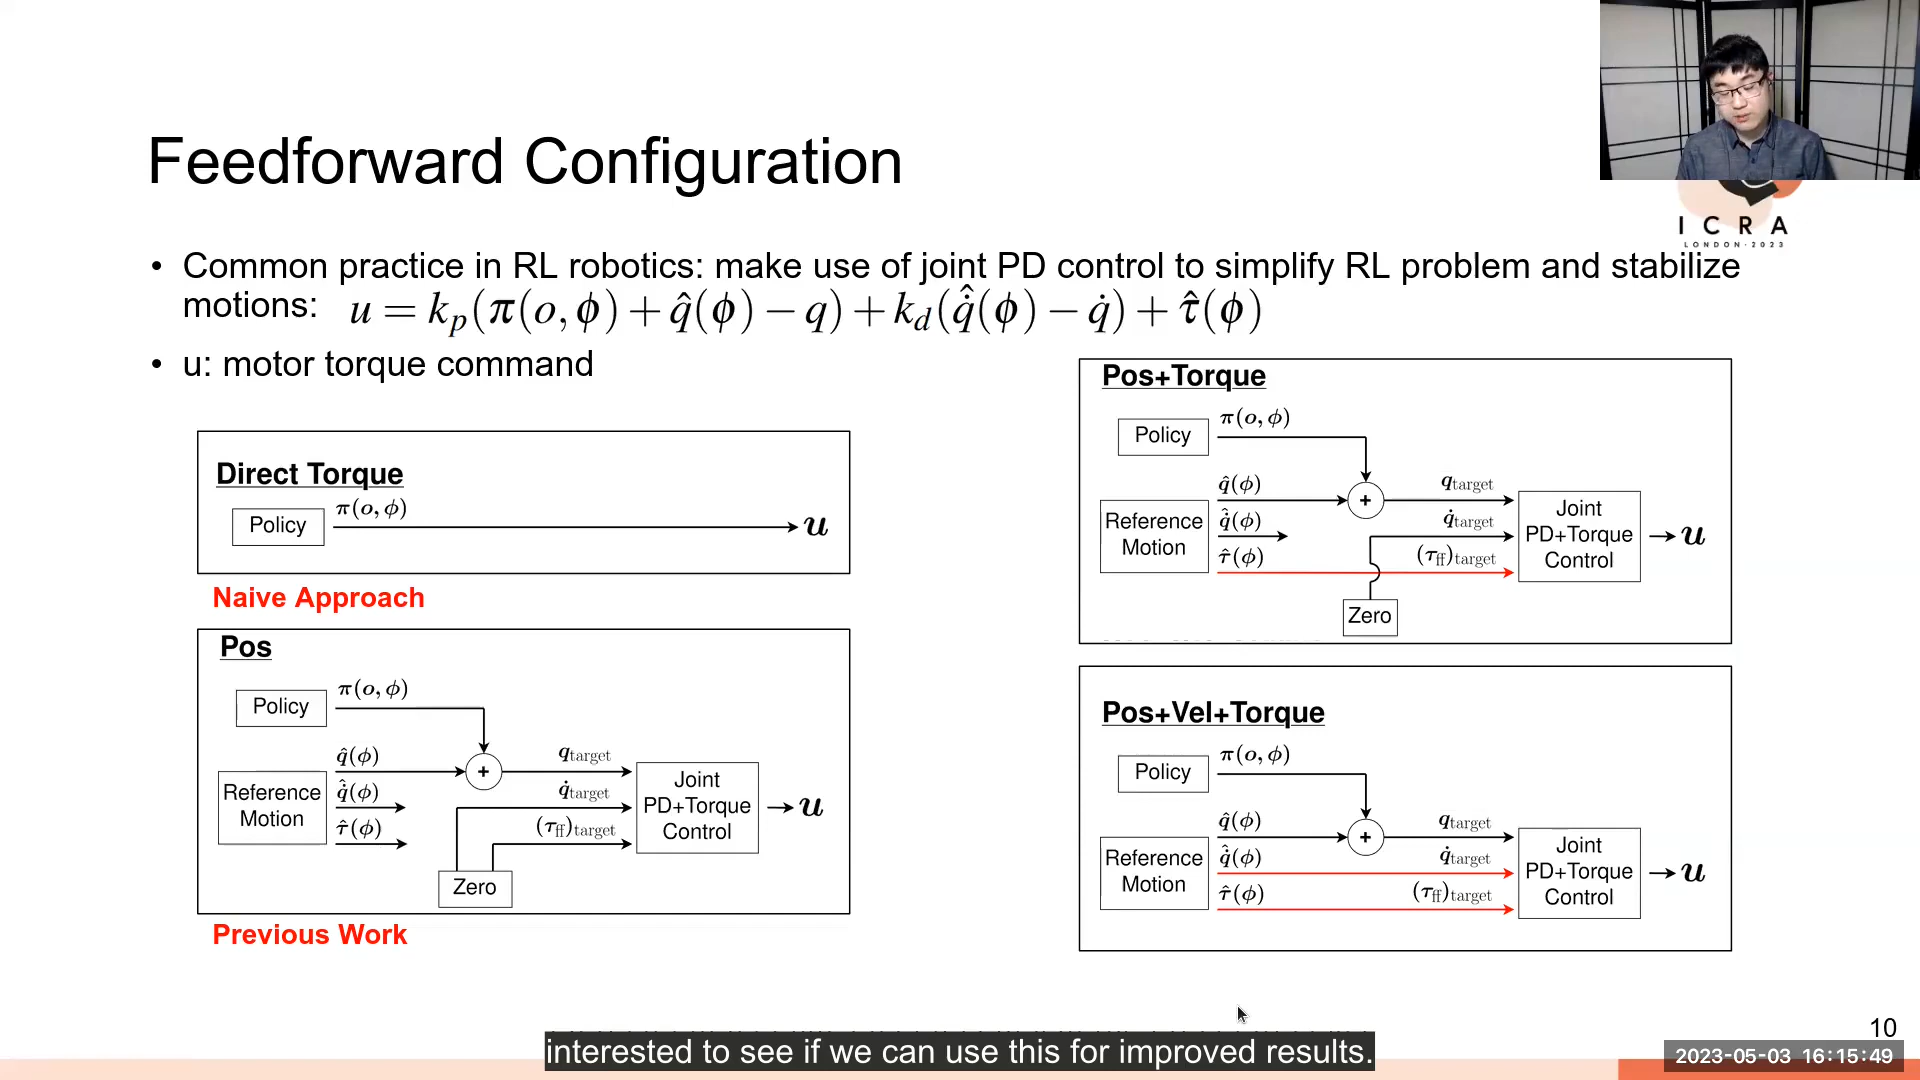 Feedforward Configuration
ICRA
LONDON·2023
• Common practice in RL robotics: make use of joint PD control to simplify RL problem and stabilize
motions: u = k_p(π(o,ϕ) + q̂(ϕ) − q) + k_d(q̇̂(ϕ) − q̇) + τ̂(ϕ)
• u: motor torque command
Direct Torque
Policy
π(o, ϕ)
u
Naive Approach
Pos
Policy
π(o, ϕ)
Reference
Motion
q̂(ϕ)
q̇̂(ϕ)
τ̂(ϕ)
+
Zero
q_target
q̇_target
(τ_ff)_target
Joint
PD+Torque
Control
u
Previous Work
Pos+Torque
Policy
π(o, ϕ)
Reference
Motion
q̂(ϕ)
q̇̂(ϕ)
τ̂(ϕ)
+
Zero
q_target
q̇_target
(τ_ff)_target
Joint
PD+Torque
Control
u
Pos+Vel+Torque
Policy
π(o, ϕ)
Reference
Motion
q̂(ϕ)
q̇̂(ϕ)
τ̂(ϕ)
+
q_target
q̇_target
(τ_ff)_target
Joint
PD+Torque
Control
u
interested to see if we can use this for improved results.
10
2023-05-03 16:15:49